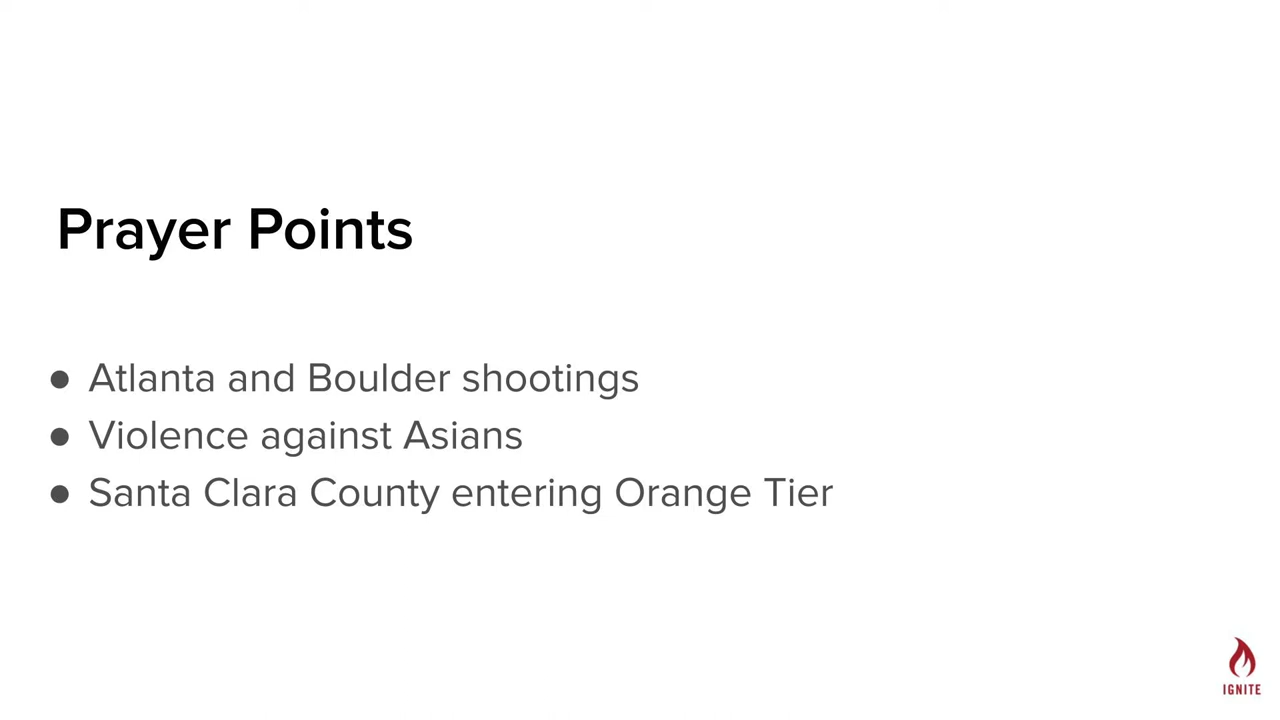 Prayer Points
● Atlanta and Boulder shootings
● Violence against Asians
● Santa Clara County entering Orange Tier
IGNITE